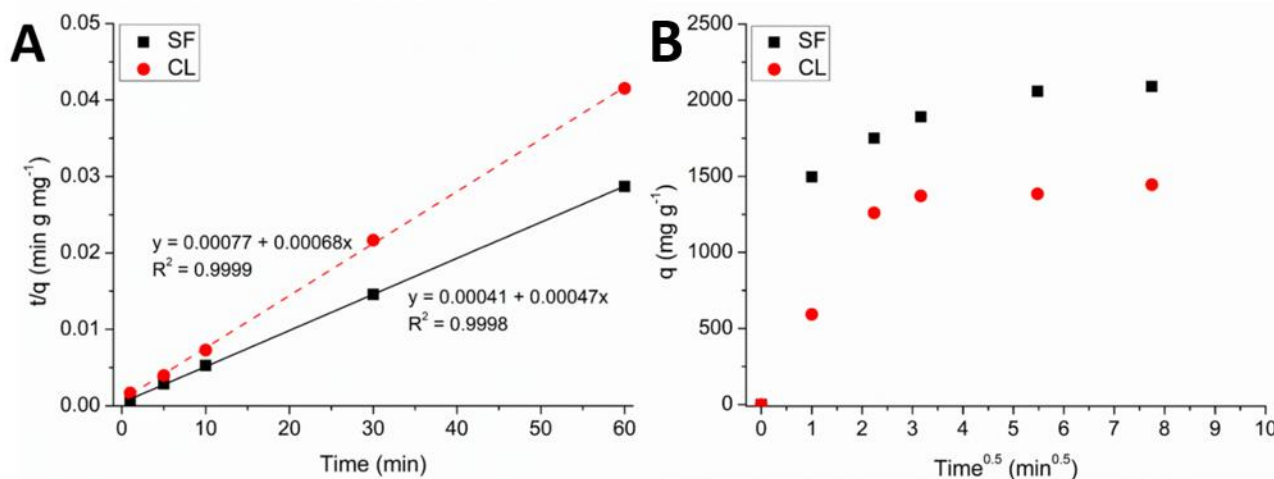 A
SF
CL
0.05
0.04
0.03
0.02
0.01
0.00
t/q (min g mg⁻¹)
y = 0.00077 + 0.00068x
R² = 0.9999
y = 0.00041 + 0.00047x
R² = 0.9998
0 10 20 30 40 50 60
Time (min)
B
SF
CL
2500
2000
1500
1000
500
0
q (mg g⁻¹)
0 1 2 3 4 5 6 7 8 9 10
Time⁰·⁵ (min⁰·⁵)